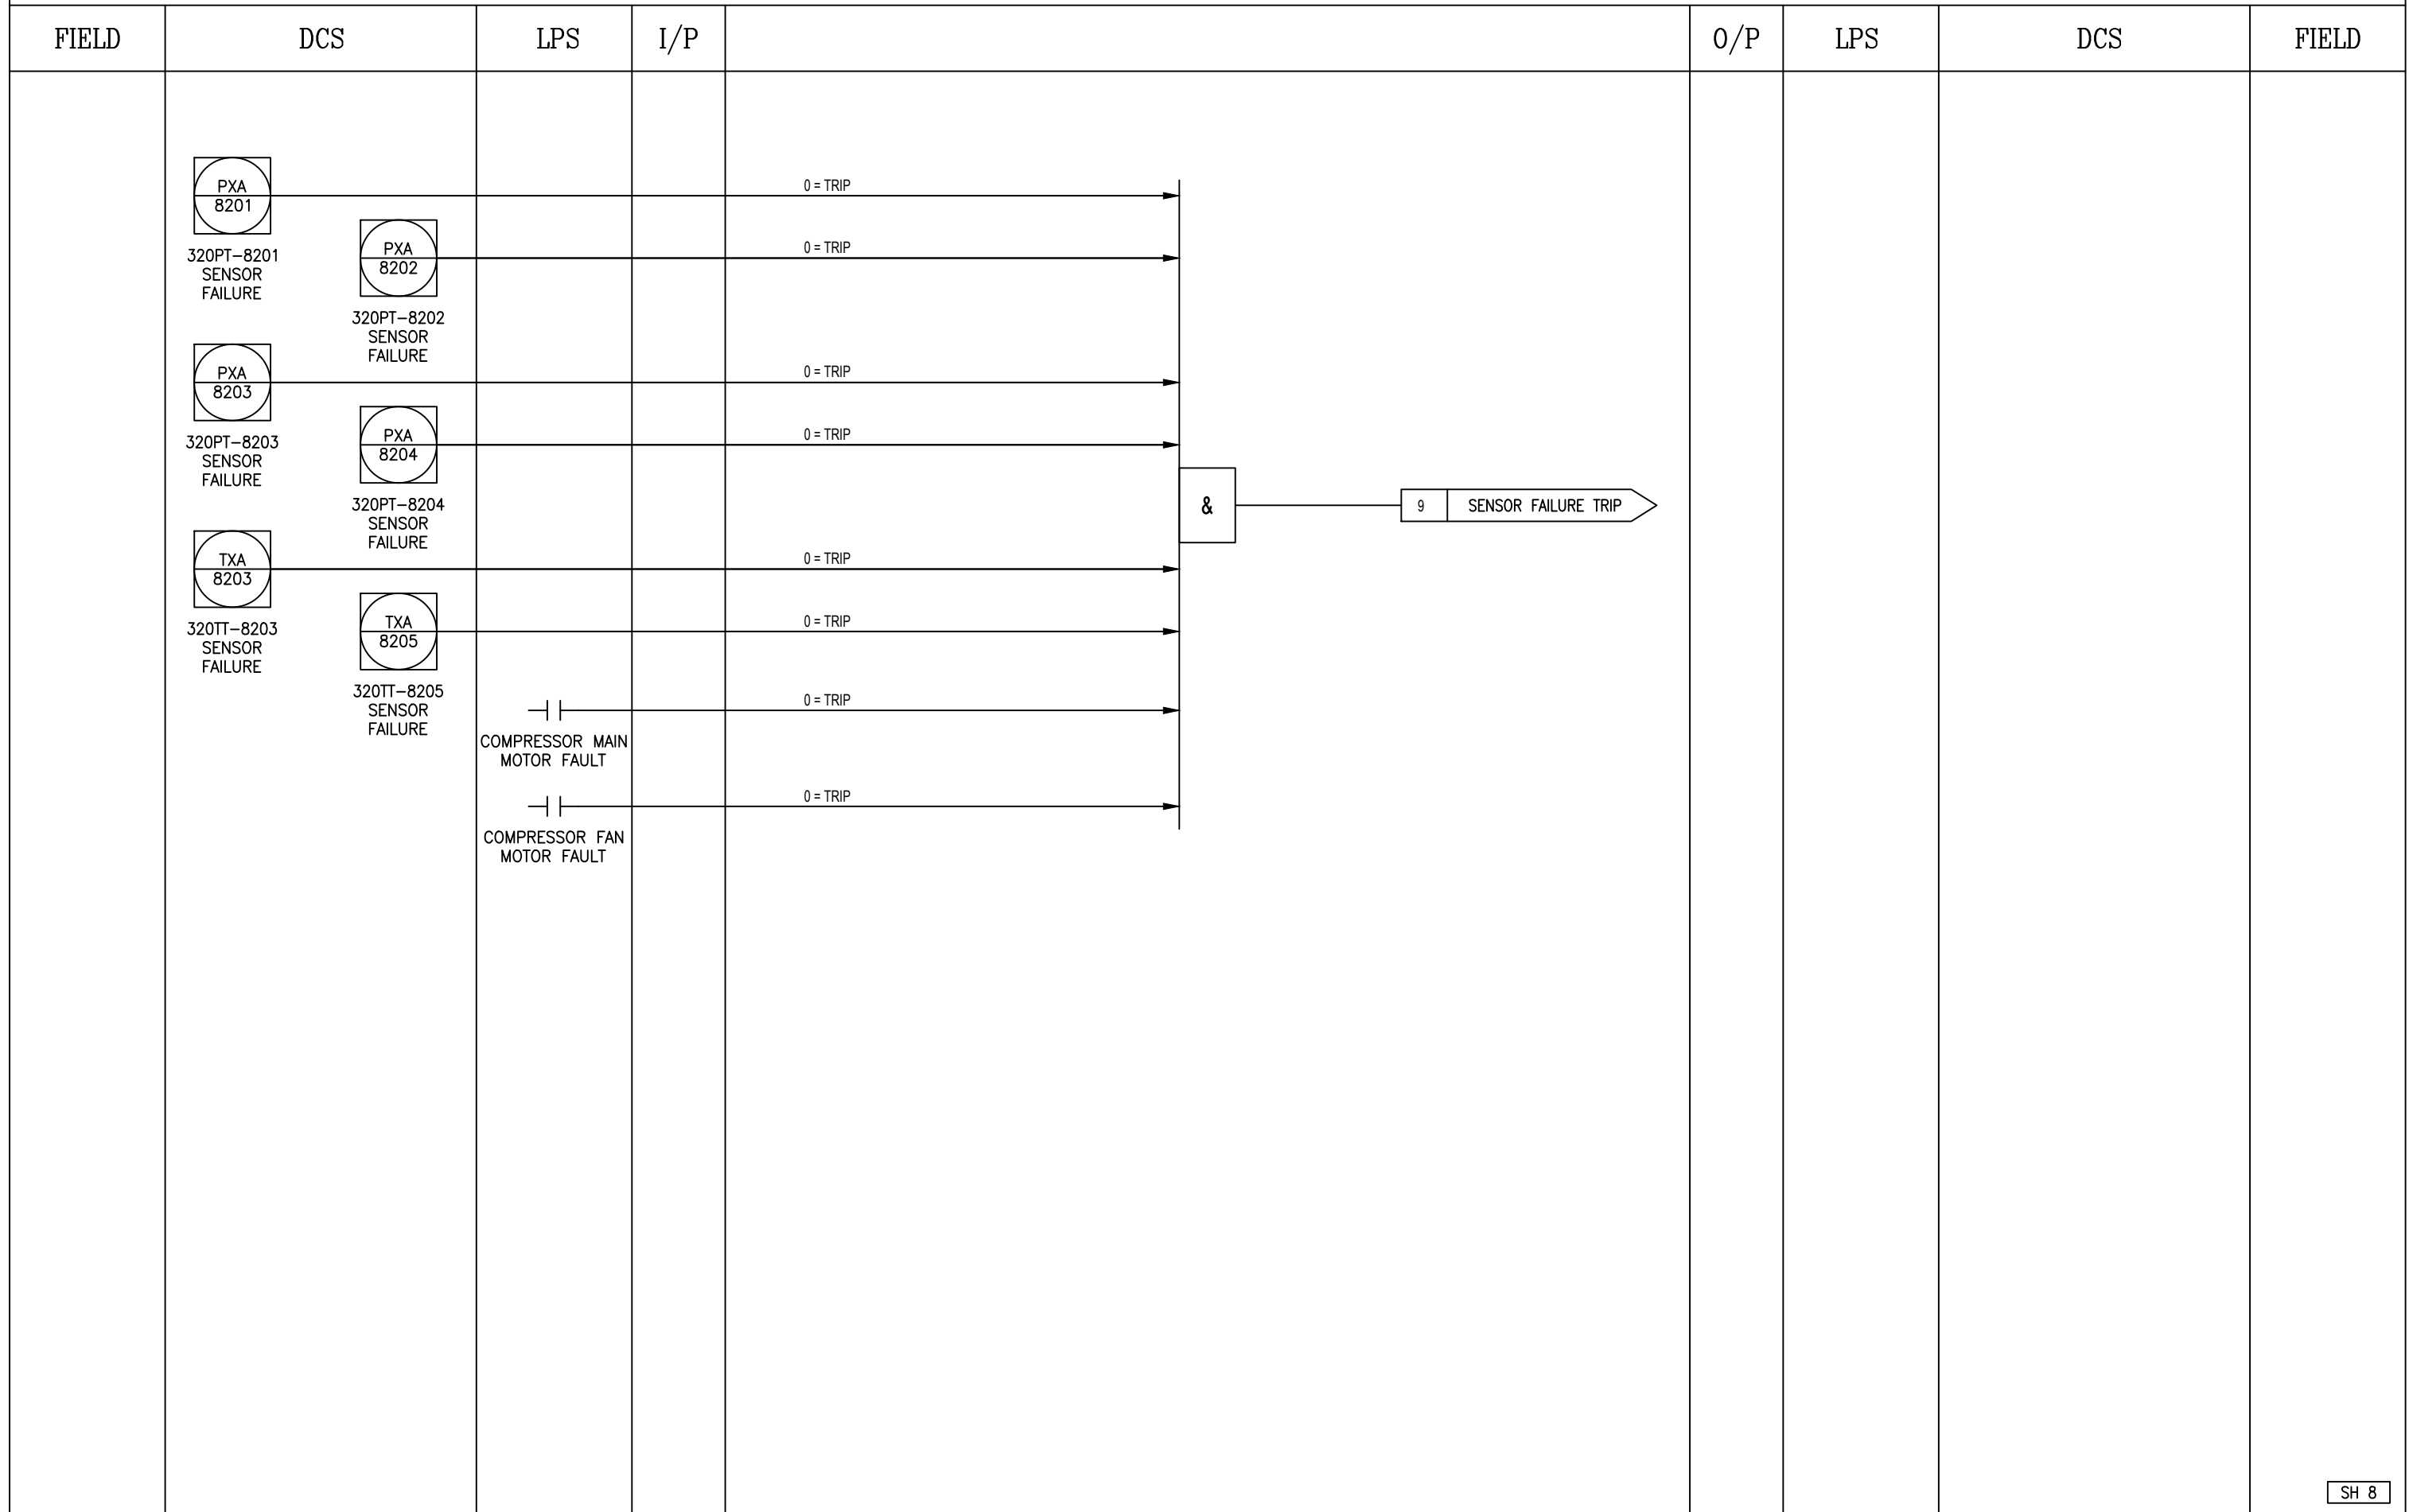 FIELD DCS LPS I/P O/P LPS DCS FIELD
PXA
8201
320PT-8201
SENSOR
FAILURE
0 = TRIP
PXA
8202
320PT-8202
SENSOR
FAILURE
0 = TRIP
PXA
8203
320PT-8203
SENSOR
FAILURE
0 = TRIP
PXA
8204
320PT-8204
SENSOR
FAILURE
0 = TRIP
TXA
8203
320TT-8203
SENSOR
FAILURE
0 = TRIP
TXA
8205
320TT-8205
SENSOR
FAILURE
0 = TRIP
COMPRESSOR MAIN
MOTOR FAULT
0 = TRIP
COMPRESSOR FAN
MOTOR FAULT
0 = TRIP
&
9 SENSOR FAILURE TRIP
SH 8